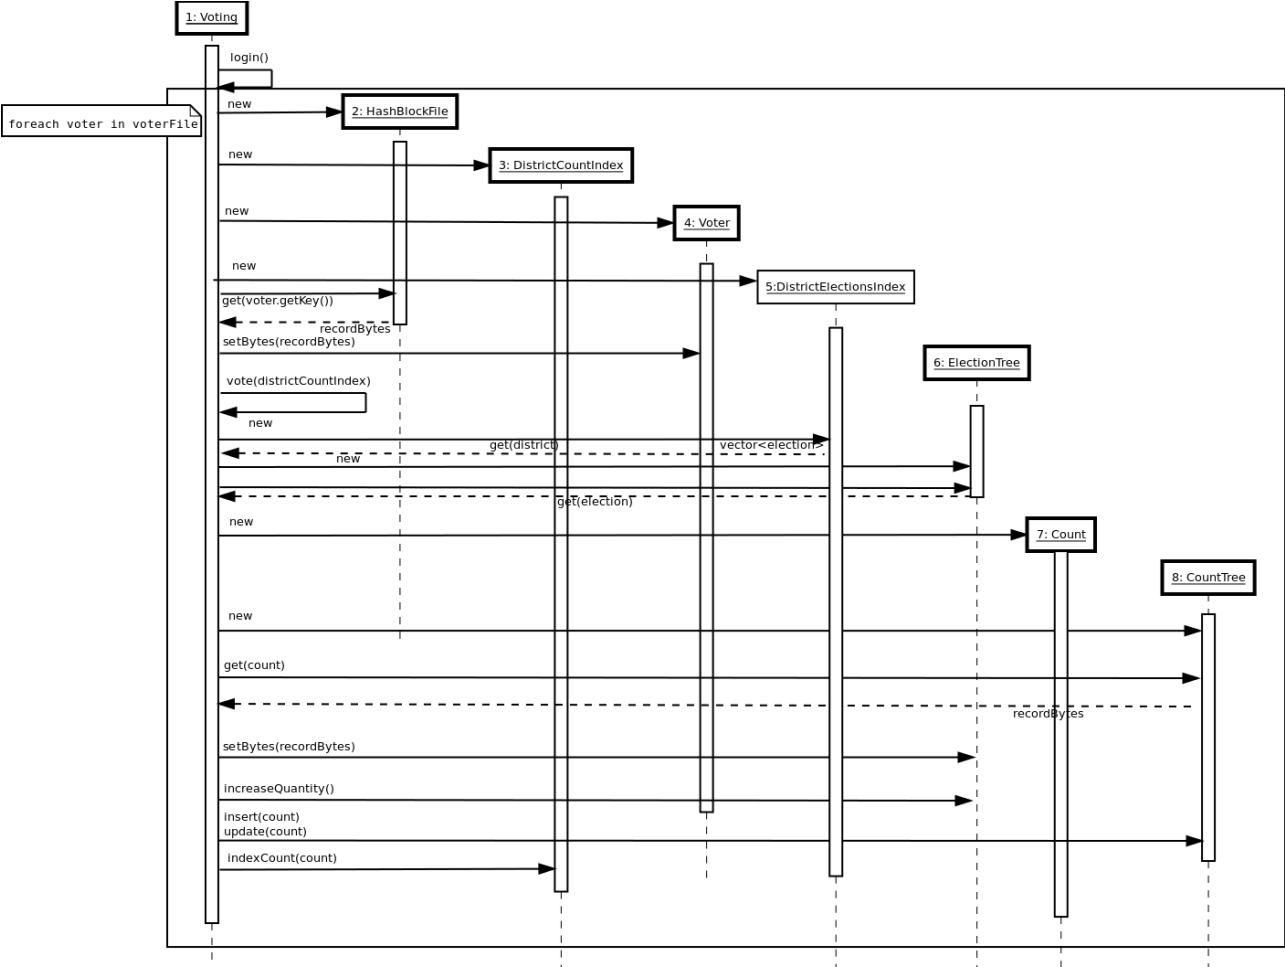 1: Voting
login()
new
2: HashBlockFile
foreach voter in voterFile
new
3: DistrictCountIndex
new
4: Voter
new
5:DistrictElectionsIndex
get(voter.getKey())
recordBytes
setBytes(recordBytes)
6: ElectionTree
vote(districtCountIndex)
new
get(district)
vector<election>
new
get(election)
new
7: Count
8: CountTree
new
get(count)
recordBytes
setBytes(recordBytes)
increaseQuantity()
insert(count)
update(count)
indexCount(count)